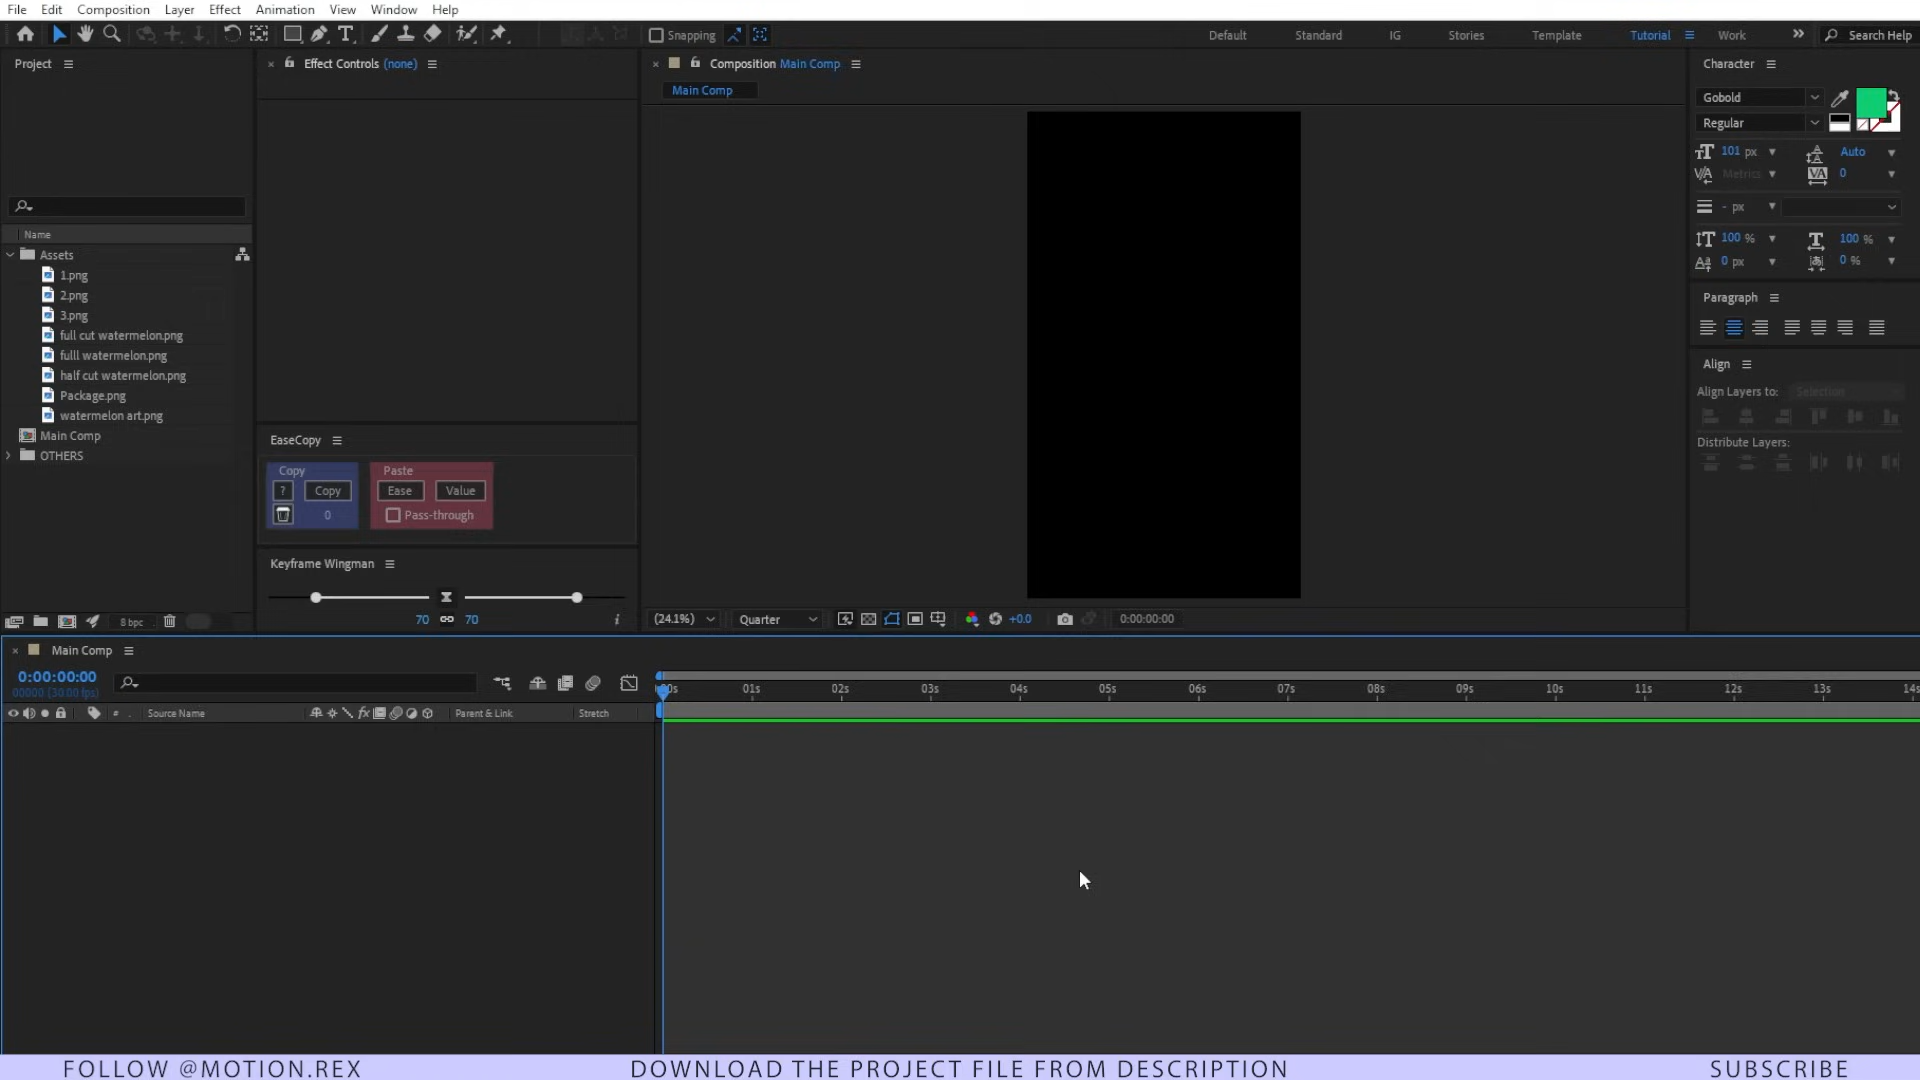 File Edit Composition Layer Effect Animation View Window Help
Snapping
Default Standard IG Stories Template Tutorial Work Search Help
Project
Effect Controls (none)
Composition Main Comp
Main Comp
Name
Assets
1.png
2.png
3.png
full cut watermelon.png
fulll watermelon.png
half cut watermelon.png
Package.png
watermelon art.png
Main Comp
OTHERS
8 bpc
EaseCopy
Copy
? Copy
0
Paste
Ease Value
Pass-through
Keyframe Wingman
70 70
(24.1%) Quarter +0.0 0:00:00:00
Character
Gobold
Regular
101 px Auto
Metrics 0
- px
100 % 100 %
0 px 0 %
Paragraph
Align
Align Layers to: Selection
Distribute Layers:
Main Comp
0:00:00:00
00000 (30.00 fps)
# Source Name Parent & Link Stretch
01s 02s 03s 04s 05s 06s 07s 08s 09s 10s 11s 12s 13s 14s
FOLLOW @MOTION.REX DOWNLOAD THE PROJECT FILE FROM DESCRIPTION SUBSCRIBE